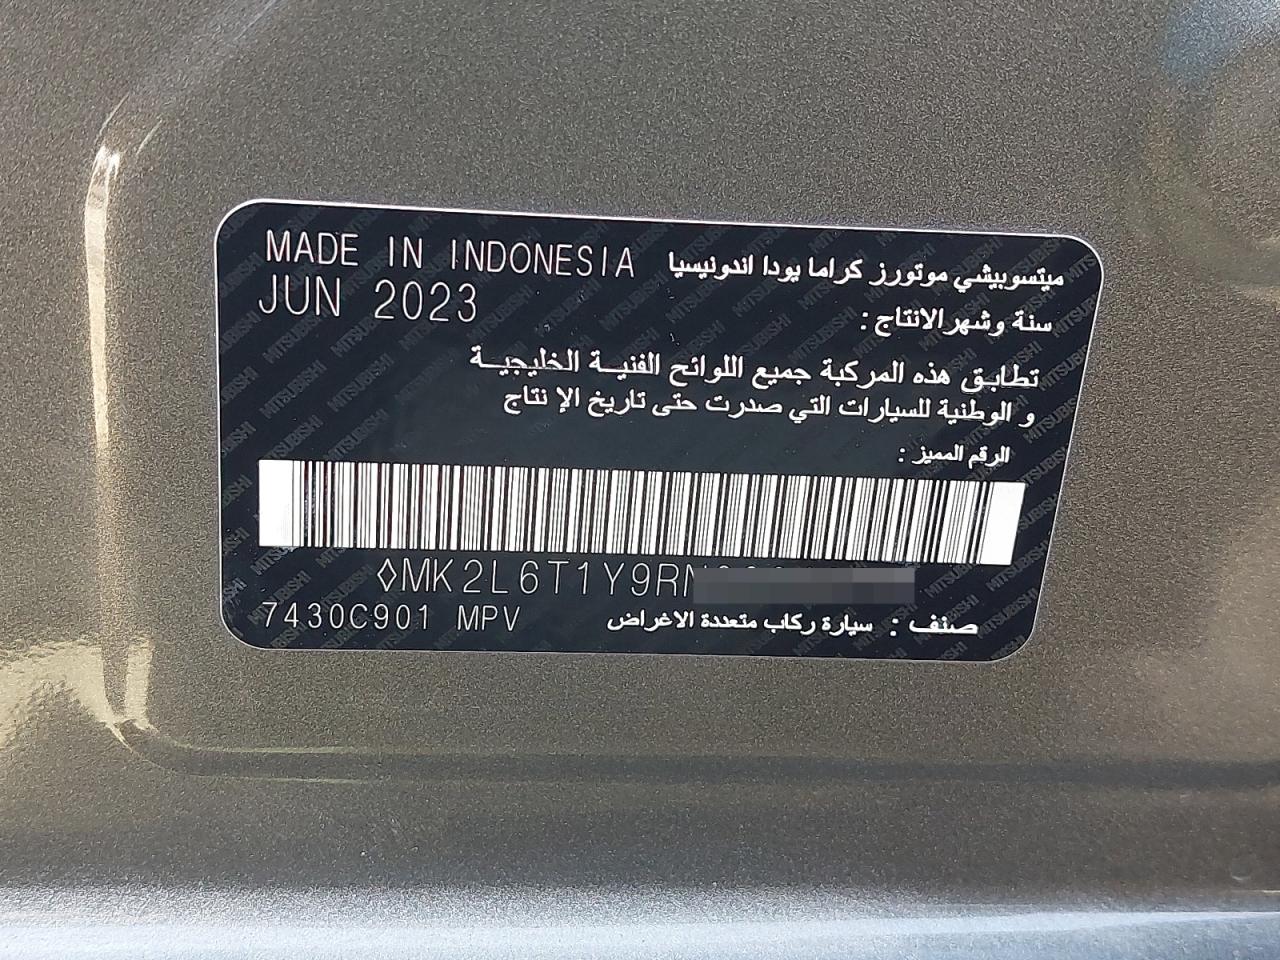 MADE IN INDONESIA ميتسوبيشي موتورز كراما يودا اندونيسيا
JUN 2023 سنة وشهر الانتاج :
تطابق هذه المركبة جميع اللوائح الفنية الخليجية
و الوطنية للسيارات التي صدرت حتى تاريخ الإ نتاج
الرقم المميز :
◊MK2L6T1Y9RN
7430C901 MPV صنف : سيارة ركاب متعددة الاغراض